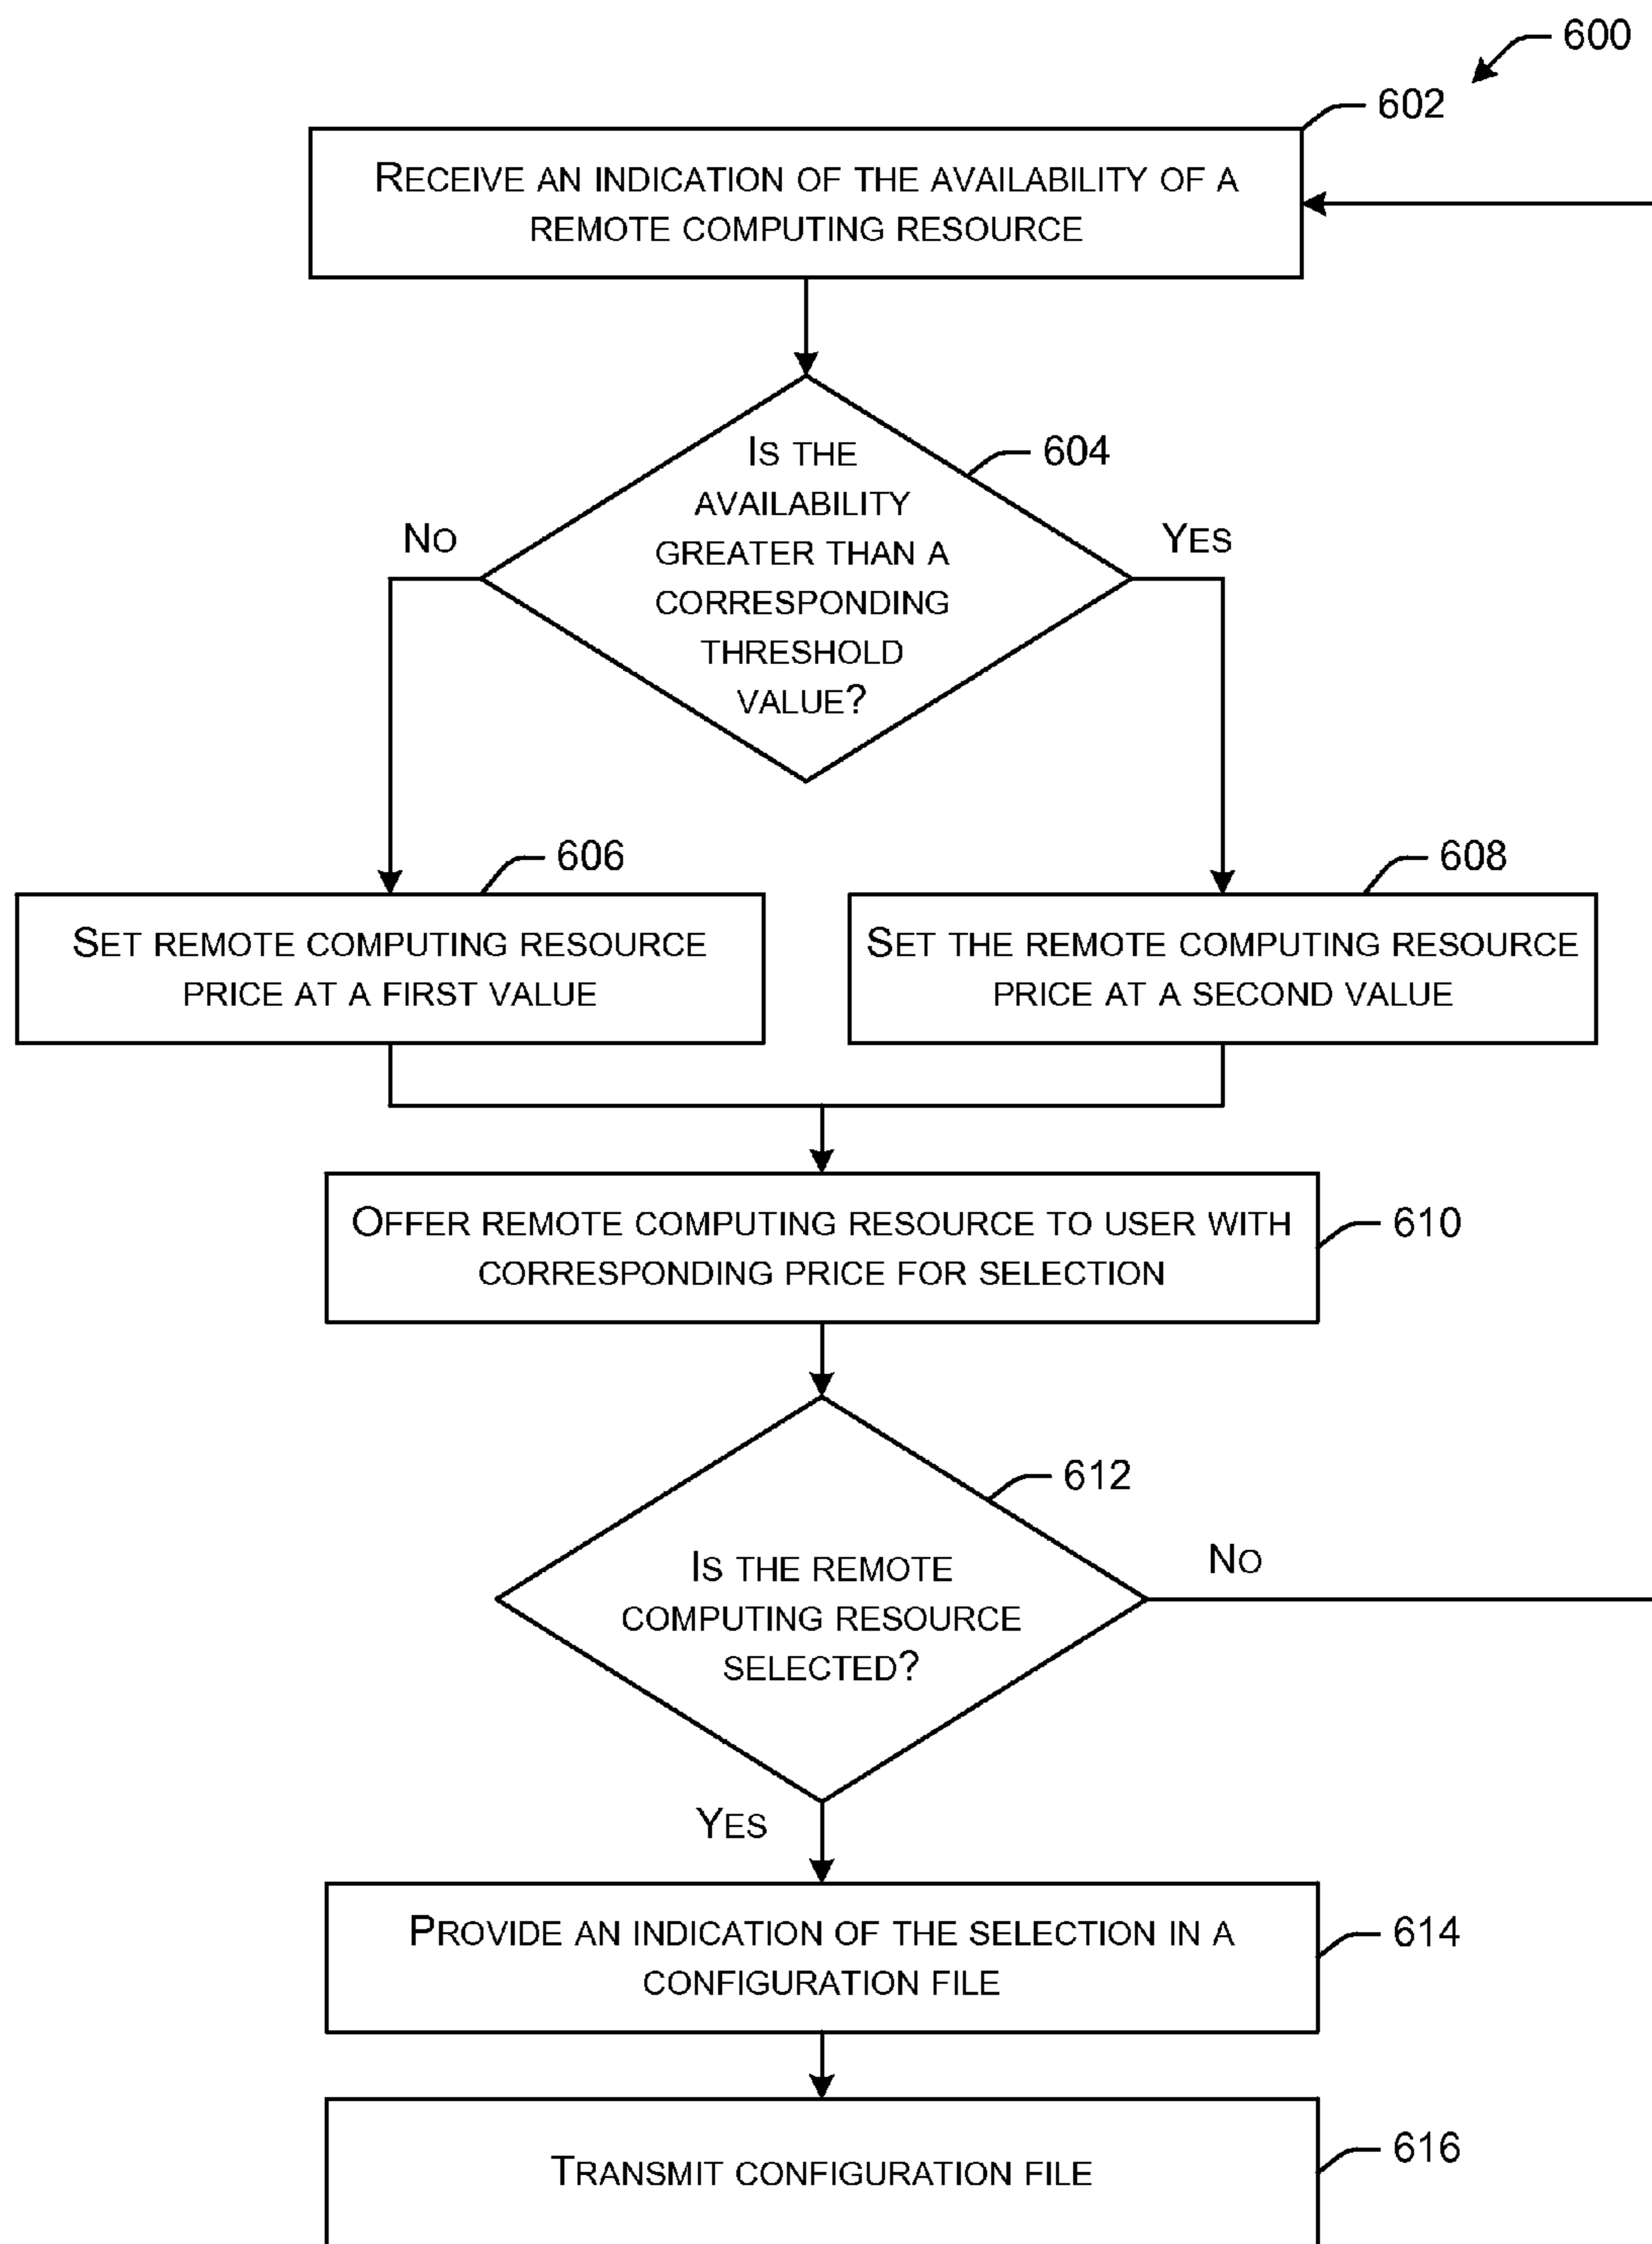 600
602
RECEIVE AN INDICATION OF THE AVAILABILITY OF A
REMOTE COMPUTING RESOURCE
604
IS THE
AVAILABILITY
GREATER THAN A
CORRESPONDING
THRESHOLD
VALUE?
NO
YES
606
608
SET REMOTE COMPUTING RESOURCE
PRICE AT A FIRST VALUE
SET THE REMOTE COMPUTING RESOURCE
PRICE AT A SECOND VALUE
OFFER REMOTE COMPUTING RESOURCE TO USER WITH
CORRESPONDING PRICE FOR SELECTION
610
612
IS THE REMOTE
COMPUTING RESOURCE
SELECTED?
NO
YES
PROVIDE AN INDICATION OF THE SELECTION IN A
CONFIGURATION FILE
614
TRANSMIT CONFIGURATION FILE
616